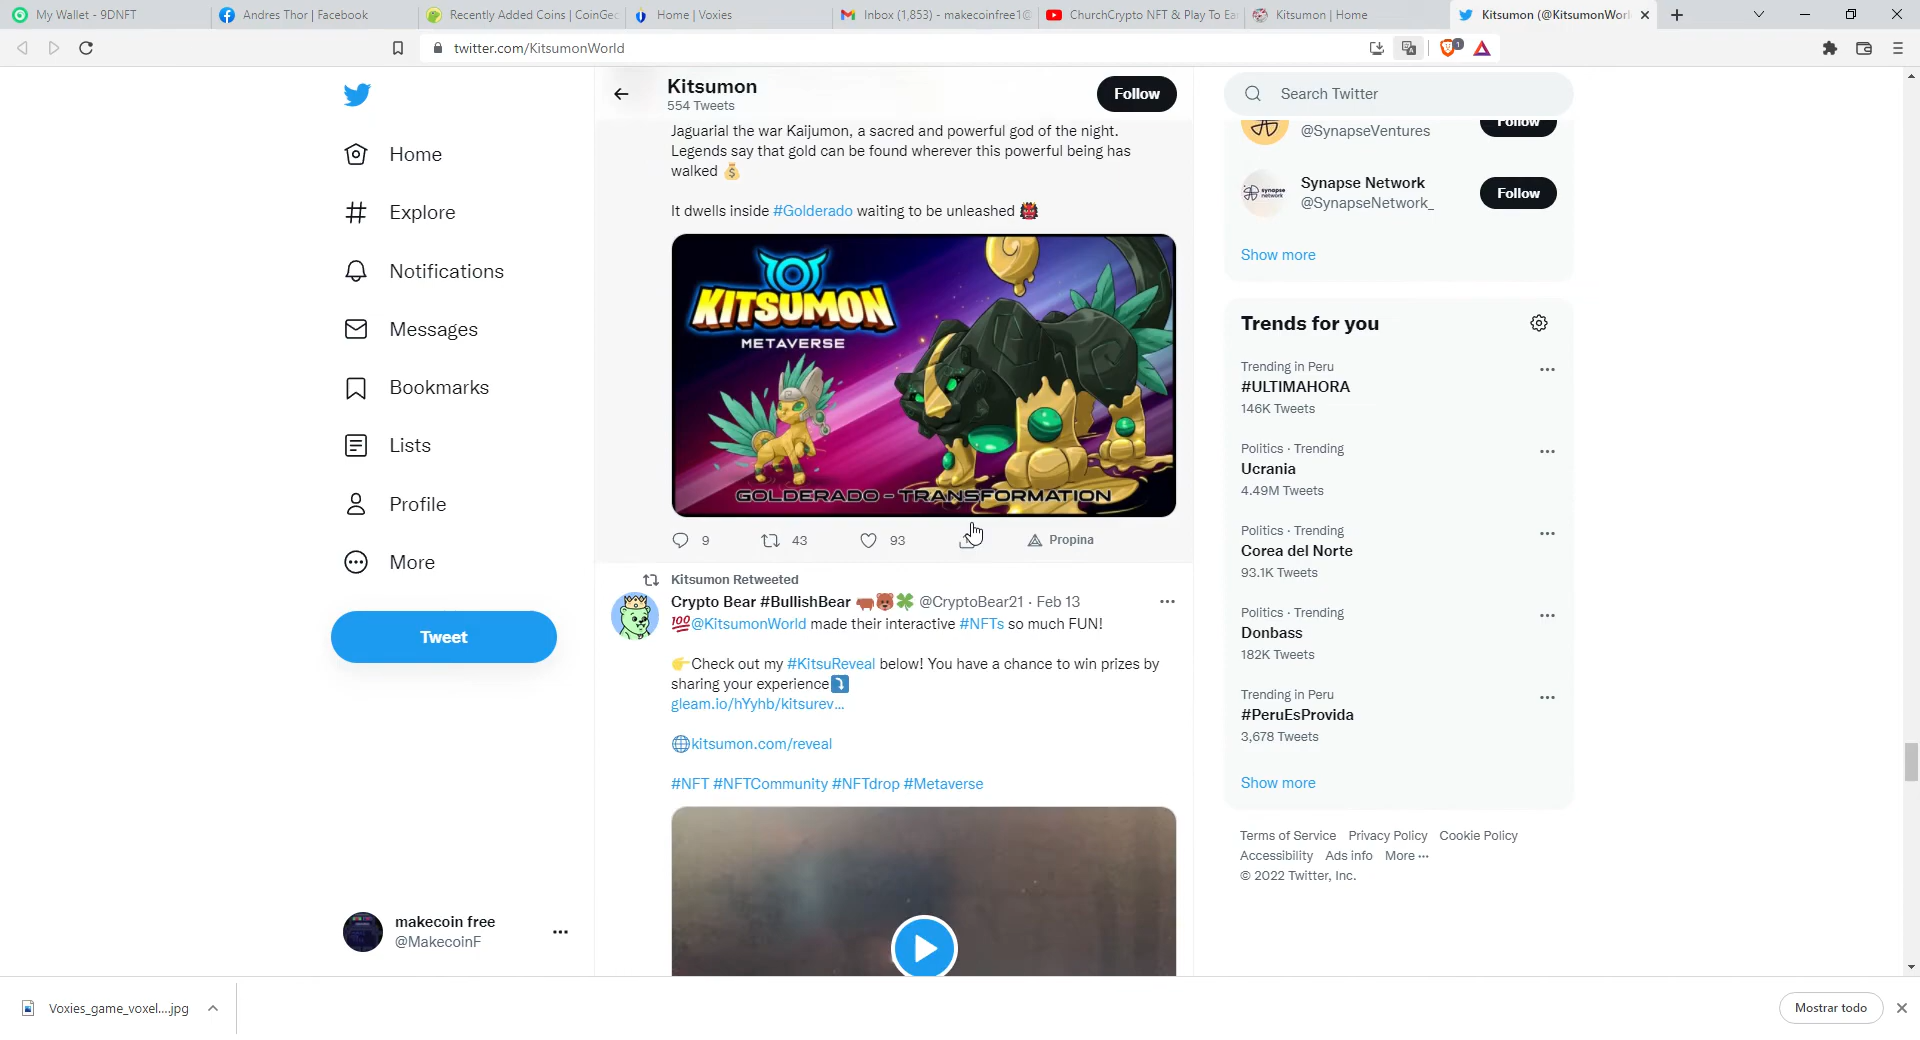 My Wallet - 9DNFT
Andres Thor | Facebook
Recently Added Coins | CoinGec
Home | Voxies
Inbox (1,853) - makecoinfree1@
ChurchCrypto NFT & Play To Ea
Kitsumon | Home
Kitsumon (@KitsumonWorl
twitter.com/KitsumonWorld
1
Home
Explore
Notifications
Messages
Bookmarks
Lists
Profile
More
Tweet
makecoin free
@MakecoinF
Kitsumon
554 Tweets
Follow
Jaguarial the war Kaijumon, a sacred and powerful god of the night.
Legends say that gold can be found wherever this powerful being has
walked 💰
It dwells inside #Golderado waiting to be unleashed 👹
KITSUMON
METAVERSE
GOLDERADO - TRANSFORMATION
9
43
93
Propina
Kitsumon Retweeted
Crypto Bear #BullishBear 🐂🐻🍀 @CryptoBear21 · Feb 13
💯@KitsumonWorld made their interactive #NFTs so much FUN!
👉Check out my #KitsuReveal below! You have a chance to win prizes by
sharing your experience⤵️
gleam.io/hYyhb/kitsurev...
🌐kitsumon.com/reveal
#NFT #NFTCommunity #NFTdrop #Metaverse
Search Twitter
@SynapseVentures
Follow
synapse
network
Synapse Network
@SynapseNetwork_
Follow
Show more
Trends for you
Trending in Peru
#ULTIMAHORA
146K Tweets
Politics · Trending
Ucrania
4.49M Tweets
Politics · Trending
Corea del Norte
93.1K Tweets
Politics · Trending
Donbass
182K Tweets
Trending in Peru
#PeruEsProvida
3,678 Tweets
Show more
Terms of Service Privacy Policy Cookie Policy
Accessibility Ads info More ···
© 2022 Twitter, Inc.
Voxies_game_voxel....jpg
Mostrar todo